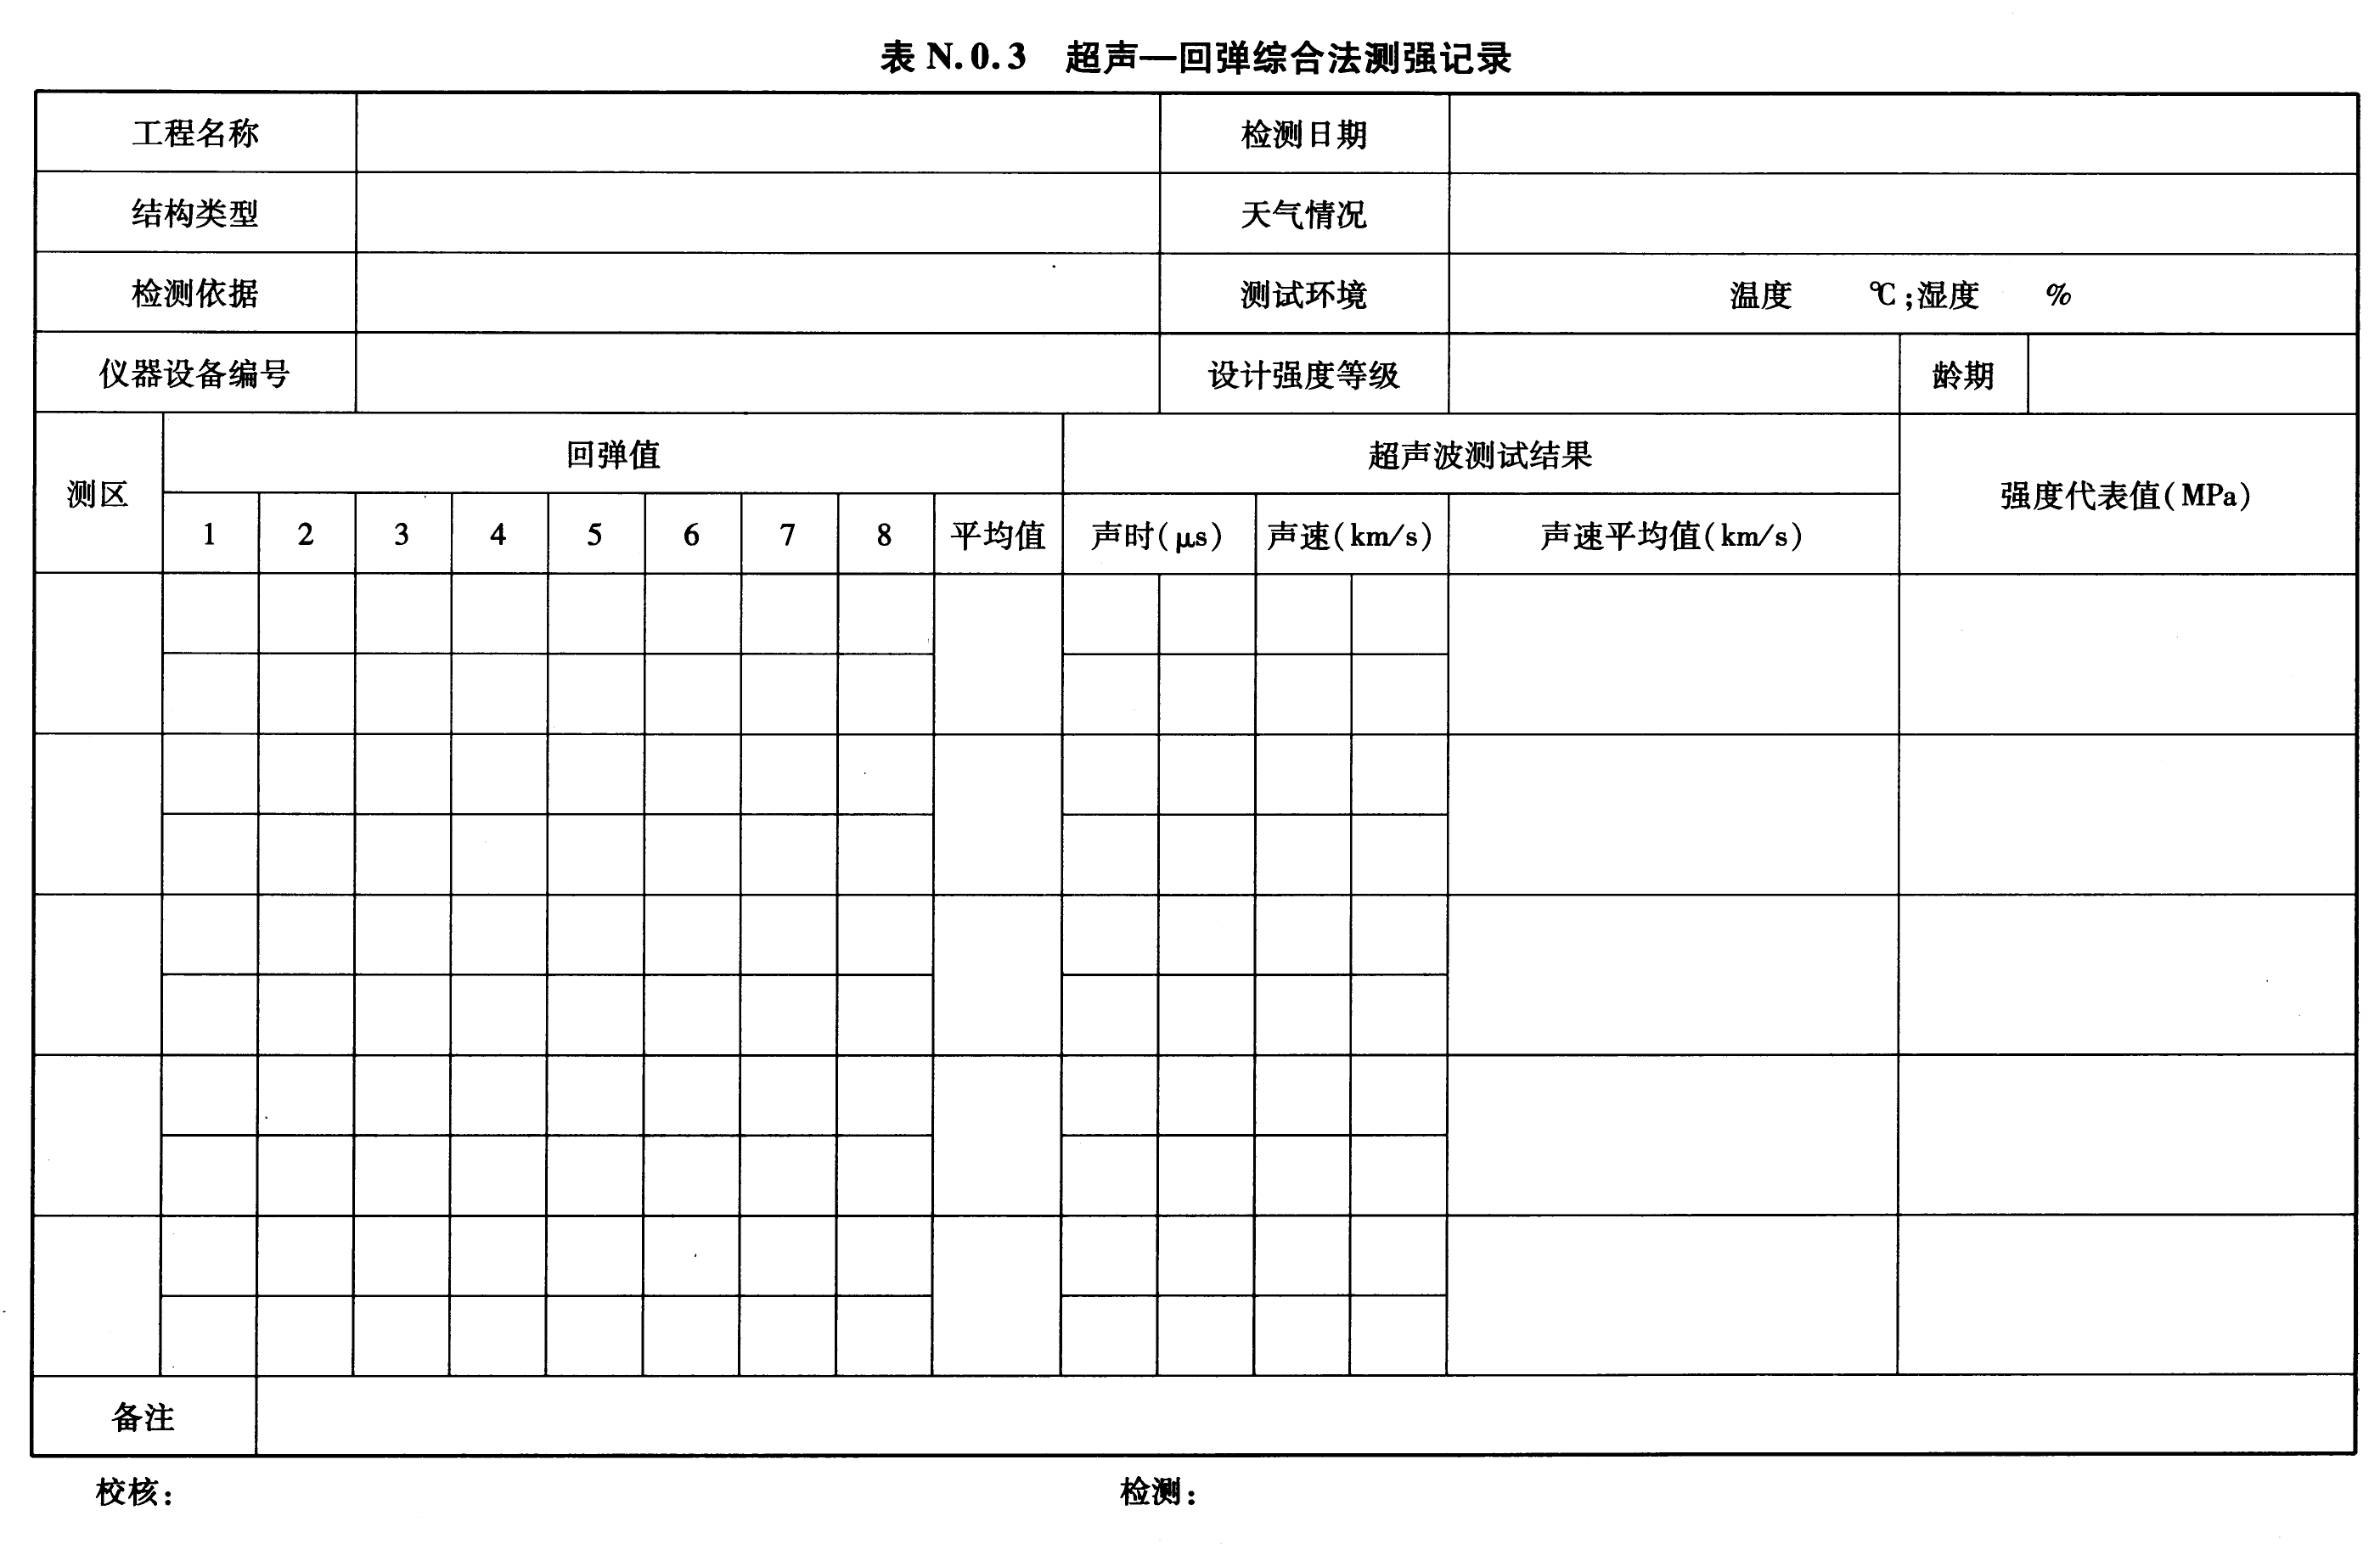 表 N.0.3 超声—回弹综合法测强记录
工程名称 检测日期
结构类型 天气情况
检测依据 测试环境 温度 ℃;湿度 %
仪器设备编号 设计强度等级 龄期
测区 回弹值 超声波测试结果 强度代表值(MPa)
1 2 3 4 5 6 7 8 平均值 声时(μs) 声速(km/s) 声速平均值(km/s)
备注
校核: 检测: